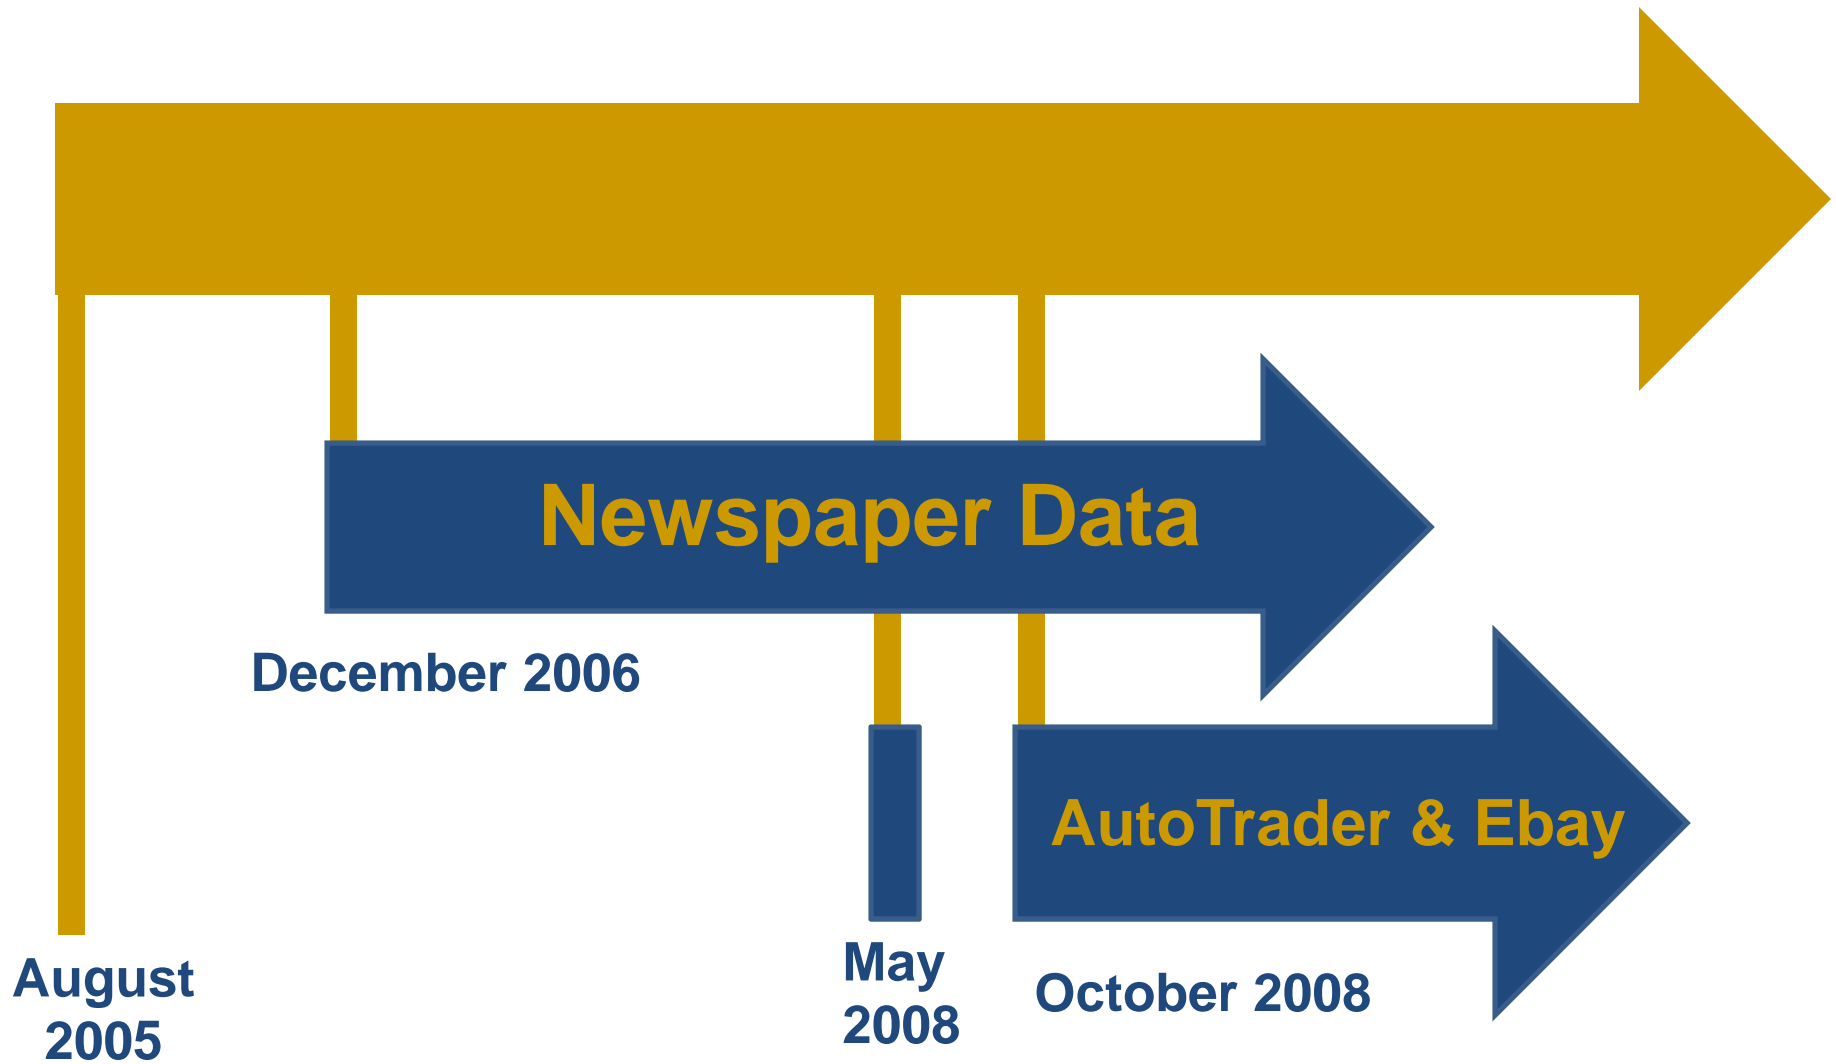 Newspaper Data
December 2006
AutoTrader & Ebay
August
2005
May
2008
October 2008